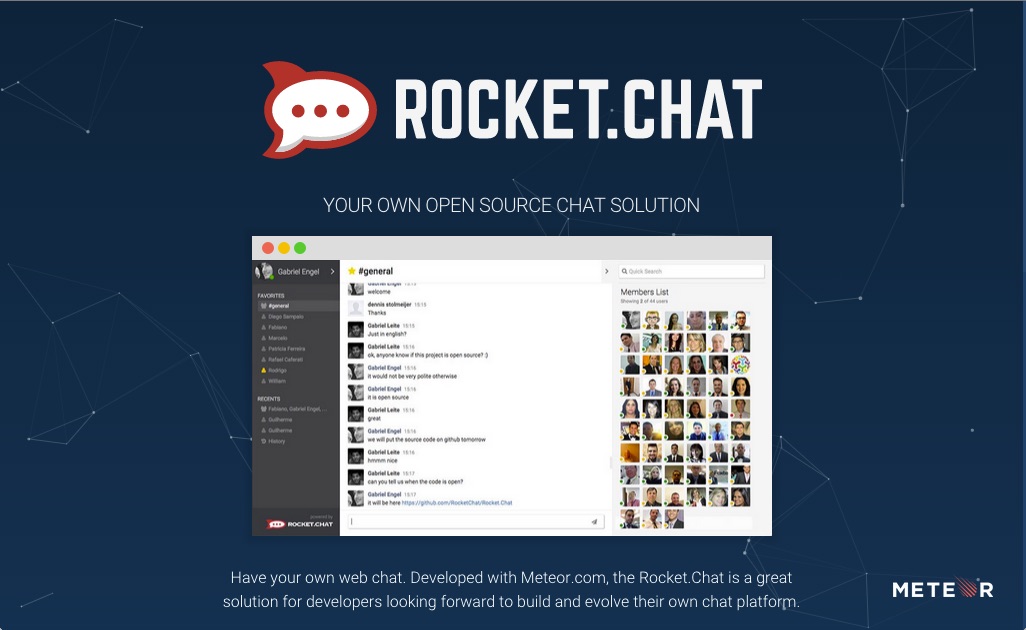 ROCKET.CHAT
YOUR OWN OPEN SOURCE CHAT SOLUTION
Gabriel Engel
FAVORITES
#general
Diego Sampaio
Fabiano
Marcelo
Patricia Ferreira
Rafael Caferati
Rodrigo
William
RECENTS
Fabiano, Gabriel Engel, ...
Guilherme
Guilherme
History
powered by
ROCKET.CHAT
#general
Gabriel Engel 15:15
welcome
dennis stolmeijer 15:15
Thanks
Gabriel Leite 15:15
Just in english?
Gabriel Leite 15:16
ok, anyone know if this project is open source? :)
Gabriel Engel 15:16
it would not be very polite otherwise
Gabriel Engel 15:16
it is open source
Gabriel Leite 15:16
great
Gabriel Engel 15:16
we will put the source code on github tomorrow
Gabriel Leite 15:16
hmmm nice
Gabriel Leite 15:17
can you tell us when the code is open?
Gabriel Engel 15:17
it will be here https://github.com/RocketChat/Rocket.Chat
Quick Search
Members List
Showing 2 of 44 users
Have your own web chat. Developed with Meteor.com, the Rocket.Chat is a great
solution for developers looking forward to build and evolve their own chat platform.
METEOR